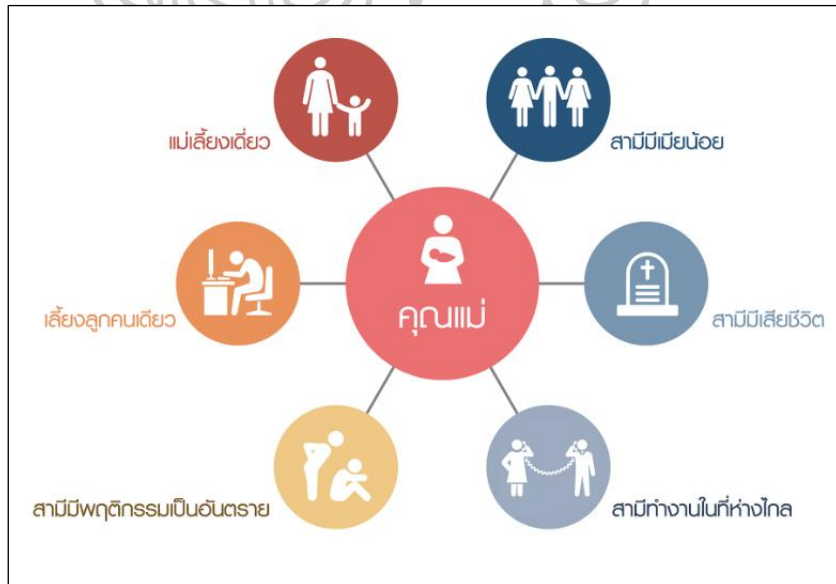 แม่เลี้ยงเดี่ยว
สามีมีเมียน้อย
เลี้ยงลูกคนเดียว
คุณแม่
สามีมีเสียชีวิต
สามีมีพฤติกรรมเป็นอันตราย
สามีทำงานในที่ห่างไกล